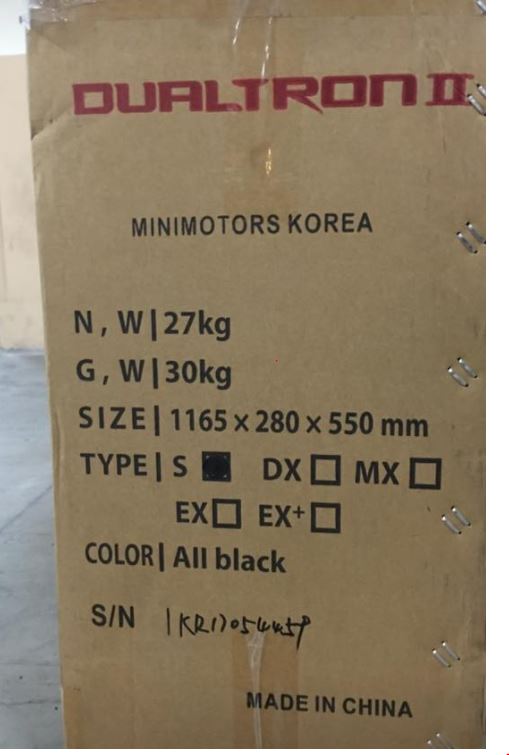 DUALTRON II
MINIMOTORS KOREA
N, W | 27kg
G, W | 30kg
SIZE | 1165 x 280 x 550 mm
TYPE | S ■ DX □ MX □
EX □ EX+ □
COLOR | All black
S/N
MADE IN CHINA